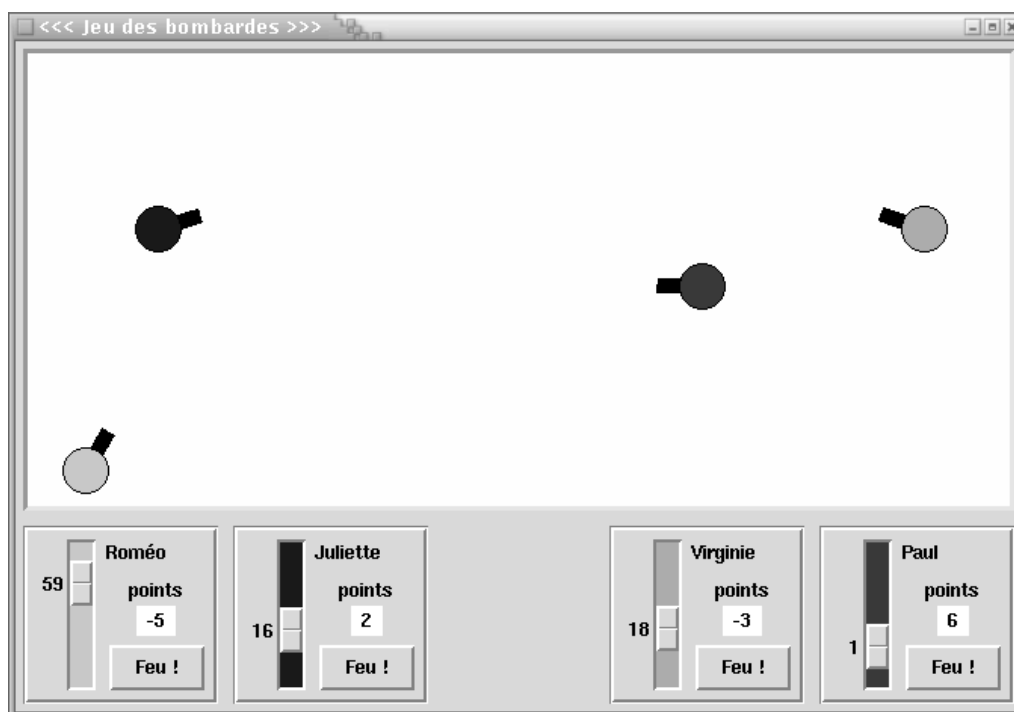 <<< Jeu des bombardes >>>
Roméo
59
points
-5
Feu !
Juliette
16
points
2
Feu !
Virginie
18
points
-3
Feu !
Paul
1
points
6
Feu !